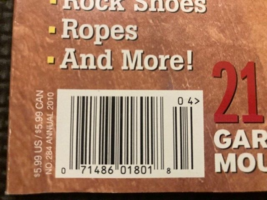 • Rock Shoes
• Ropes
• And More!
04>
21
GAR
MOU
$5.99 US / $5.99 CAN
NO 284 ANNUAL 2010
0 71486 01801 8